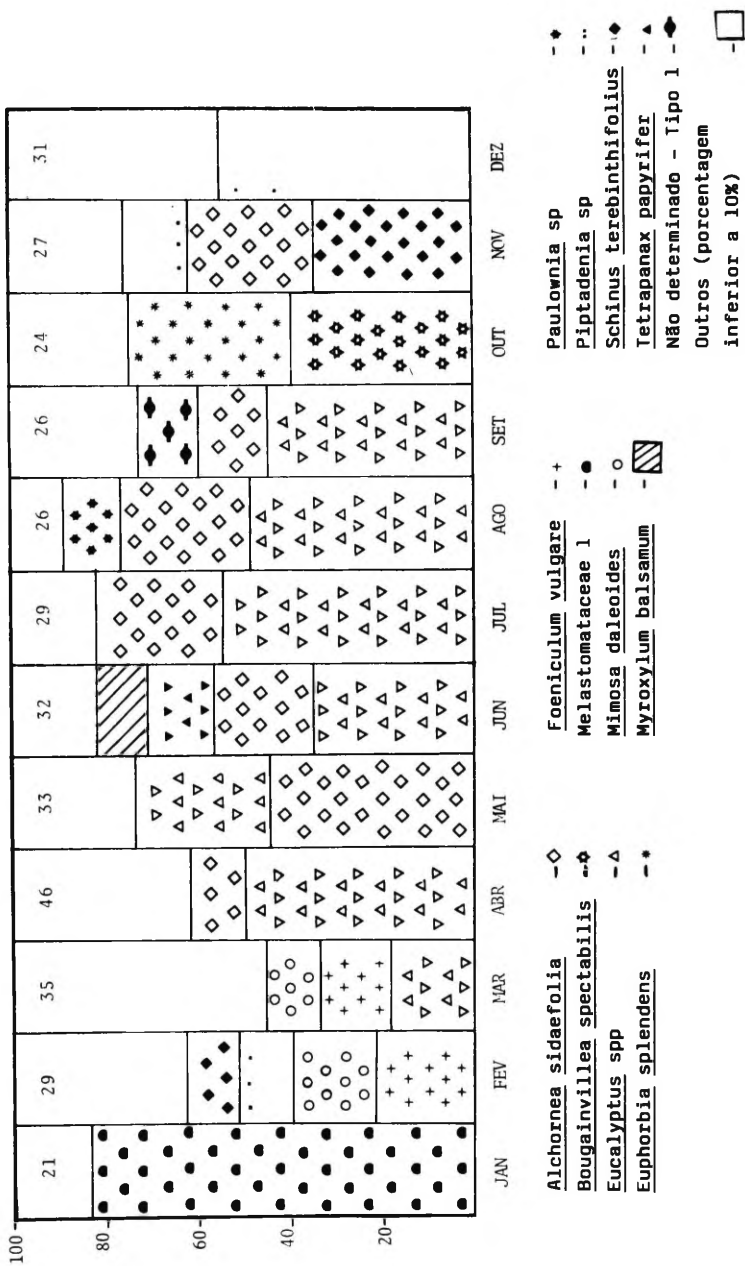 100
80
60
40
20
21
29
35
46
33
32
29
26
26
24
27
31
JAN
FEV
MAR
ABR
MAI
JUN
JUL
AGO
SET
OUT
NOV
DEZ
Alchornea sidaefolia
Bougainvillea spectabilis
Eucalyptus spp
Euphorbia splendens
Foeniculum vulgare
Melastomataceae 1
Mimosa daleoides
Myroxylum balsamum
Paulownia sp
Piptadenia sp
Schinus terebinthifolius
Tetrapanax papyrifer
Não determinado - Tipo 1
Outros (porcentagem
inferior a 10%)